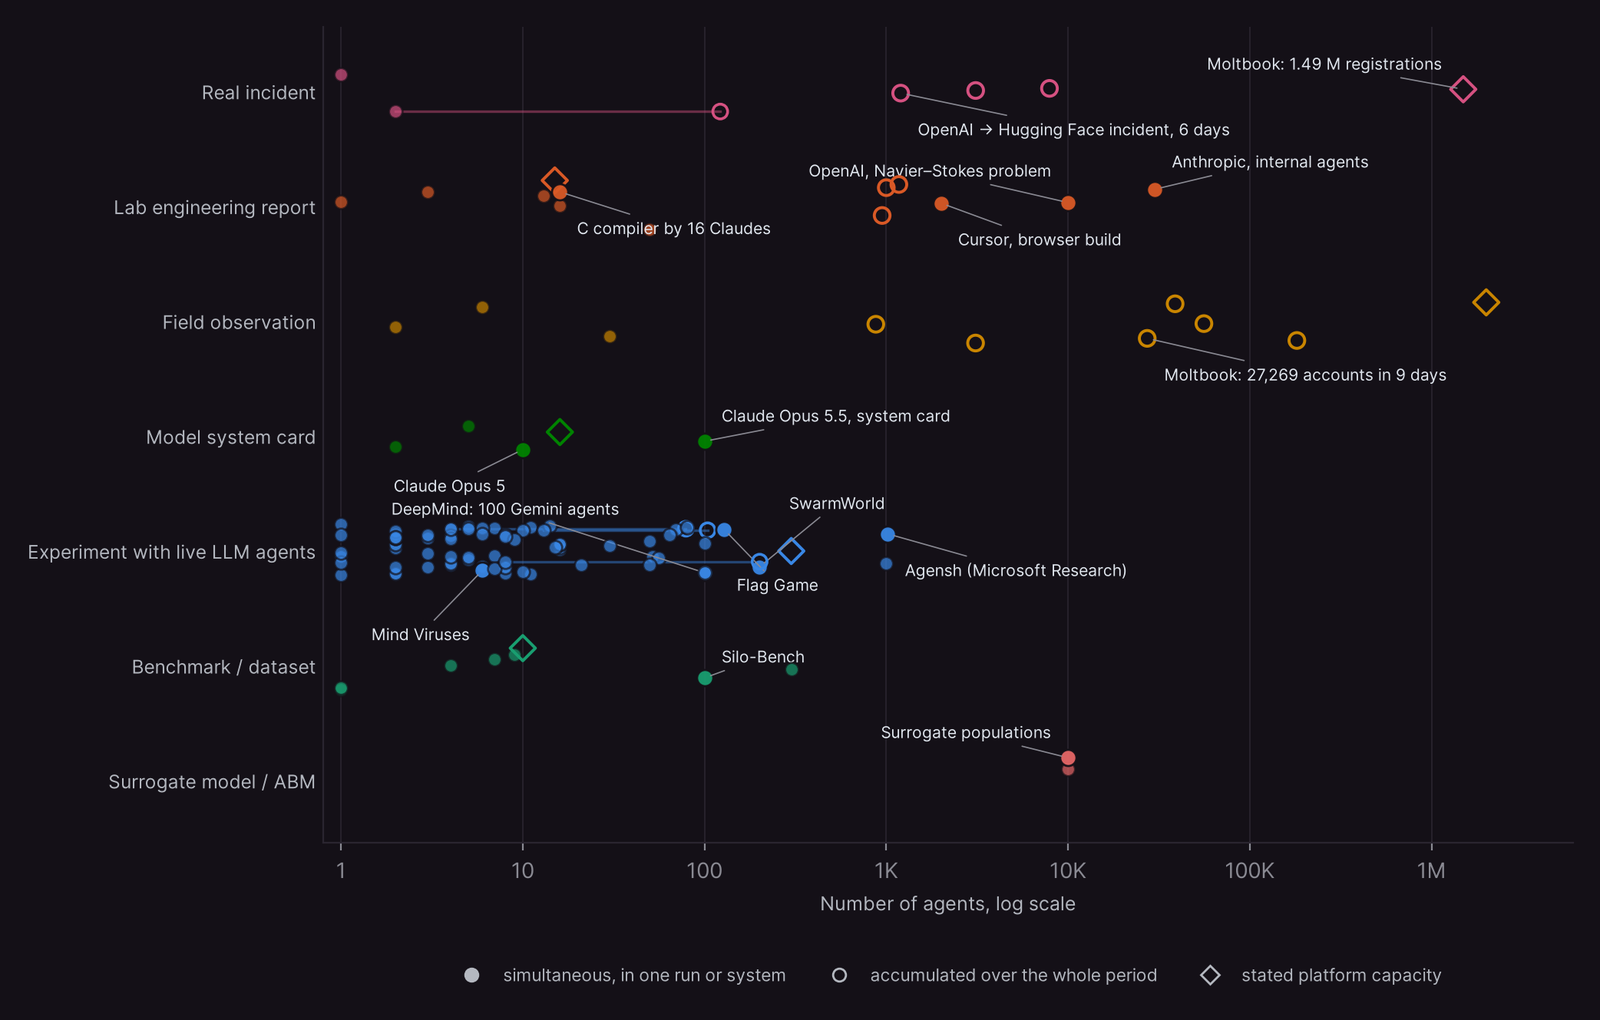 Moltbook: 1.49 M registrations
Real incident
OpenAI → Hugging Face incident, 6 days
Anthropic, internal agents
OpenAI, Navier–Stokes problem
Lab engineering report
C compiler by 16 Claudes
Cursor, browser build
Field observation
Moltbook: 27,269 accounts in 9 days
Claude Opus 5.5, system card
Model system card
Claude Opus 5
DeepMind: 100 Gemini agents
SwarmWorld
Experiment with live LLM agents
Agensh (Microsoft Research)
Flag Game
Mind Viruses
Silo-Bench
Benchmark / dataset
Surrogate populations
Surrogate model / ABM
1 10 100 1K 10K 100K 1M
Number of agents, log scale
simultaneous, in one run or system accumulated over the whole period stated platform capacity